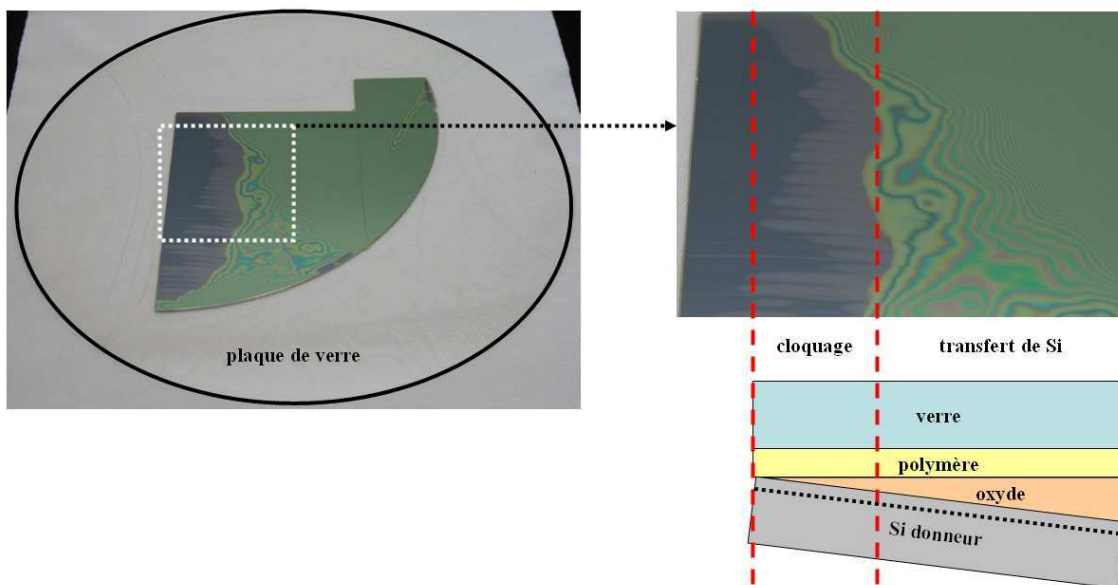 plaque de verre
cloquage
transfert de Si
verre
polymère
oxyde
Si donneur